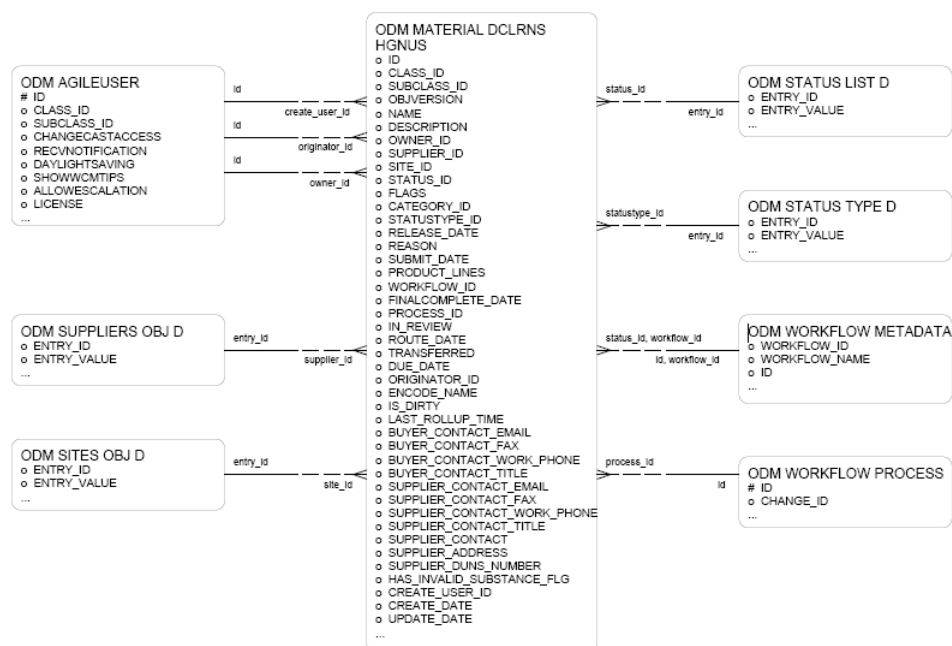 ODM AGILEUSER
# ID
o CLASS_ID
o SUBCLASS_ID
o CHANGECASTACCESS
o RECVNOTIFICATION
o DAYLIGHTSAVING
o SHOWWCMTIPS
o ALLOWESCALATION
o LICENSE
...
id
create_user_id
id
originator_id
id
owner_id
ODM SUPPLIERS OBJ D
o ENTRY_ID
o ENTRY_VALUE
...
entry_id
supplier_id
ODM SITES OBJ D
o ENTRY_ID
o ENTRY_VALUE
...
entry_id
site_id
ODM MATERIAL DCLRNS
HGNUS
o ID
o CLASS_ID
o SUBCLASS_ID
o OBJVERSION
o NAME
o DESCRIPTION
o OWNER_ID
o SUPPLIER_ID
o SITE_ID
o STATUS_ID
o FLAGS
o CATEGORY_ID
o STATUSTYPE_ID
o RELEASE_DATE
o REASON
o SUBMIT_DATE
o PRODUCT_LINES
o WORKFLOW_ID
o FINALCOMPLETE_DATE
o PROCESS_ID
o IN_REVIEW
o ROUTE_DATE
o TRANSFERRED
o DUE_DATE
o ORIGINATOR_ID
o ENCODE_NAME
o IS_DIRTY
o LAST_ROLLUP_TIME
o BUYER_CONTACT_EMAIL
o BUYER_CONTACT_FAX
o BUYER_CONTACT_WORK_PHONE
o BUYER_CONTACT_TITLE
o SUPPLIER_CONTACT_EMAIL
o SUPPLIER_CONTACT_FAX
o SUPPLIER_CONTACT_WORK_PHONE
o SUPPLIER_CONTACT_TITLE
o SUPPLIER_CONTACT
o SUPPLIER_ADDRESS
o SUPPLIER_DUNS_NUMBER
o HAS_INVALID_SUBSTANCE_FLG
o CREATE_USER_ID
o CREATE_DATE
o UPDATE_DATE
...
status_id
entry_id
ODM STATUS LIST D
o ENTRY_ID
o ENTRY_VALUE
...
statustype_id
entry_id
ODM STATUS TYPE D
o ENTRY_ID
o ENTRY_VALUE
...
status_id, workflow_id
id, workflow_id
ODM WORKFLOW METADATA
o WORKFLOW_ID
o WORKFLOW_NAME
o ID
...
process_id
id
ODM WORKFLOW PROCESS
# ID
o CHANGE_ID
...